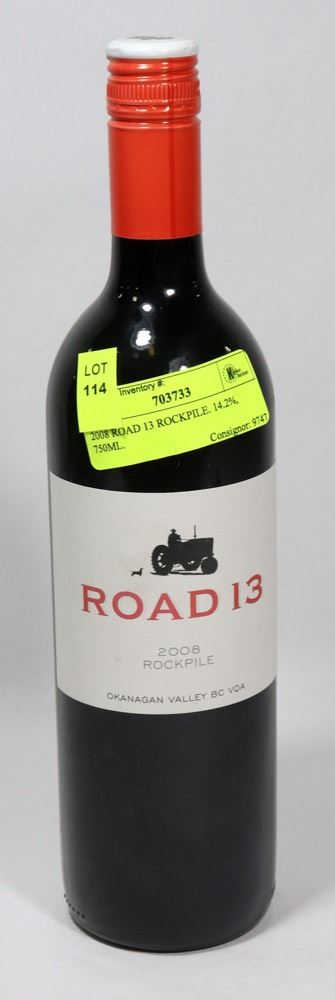 LOT
114
Inventory #:
703733
2008 ROAD 13 ROCKPILE. 14.2%,
750ML.
Consignor: 9747
ROAD 13
2008
ROCKPILE
OKANAGAN VALLEY BC VQA